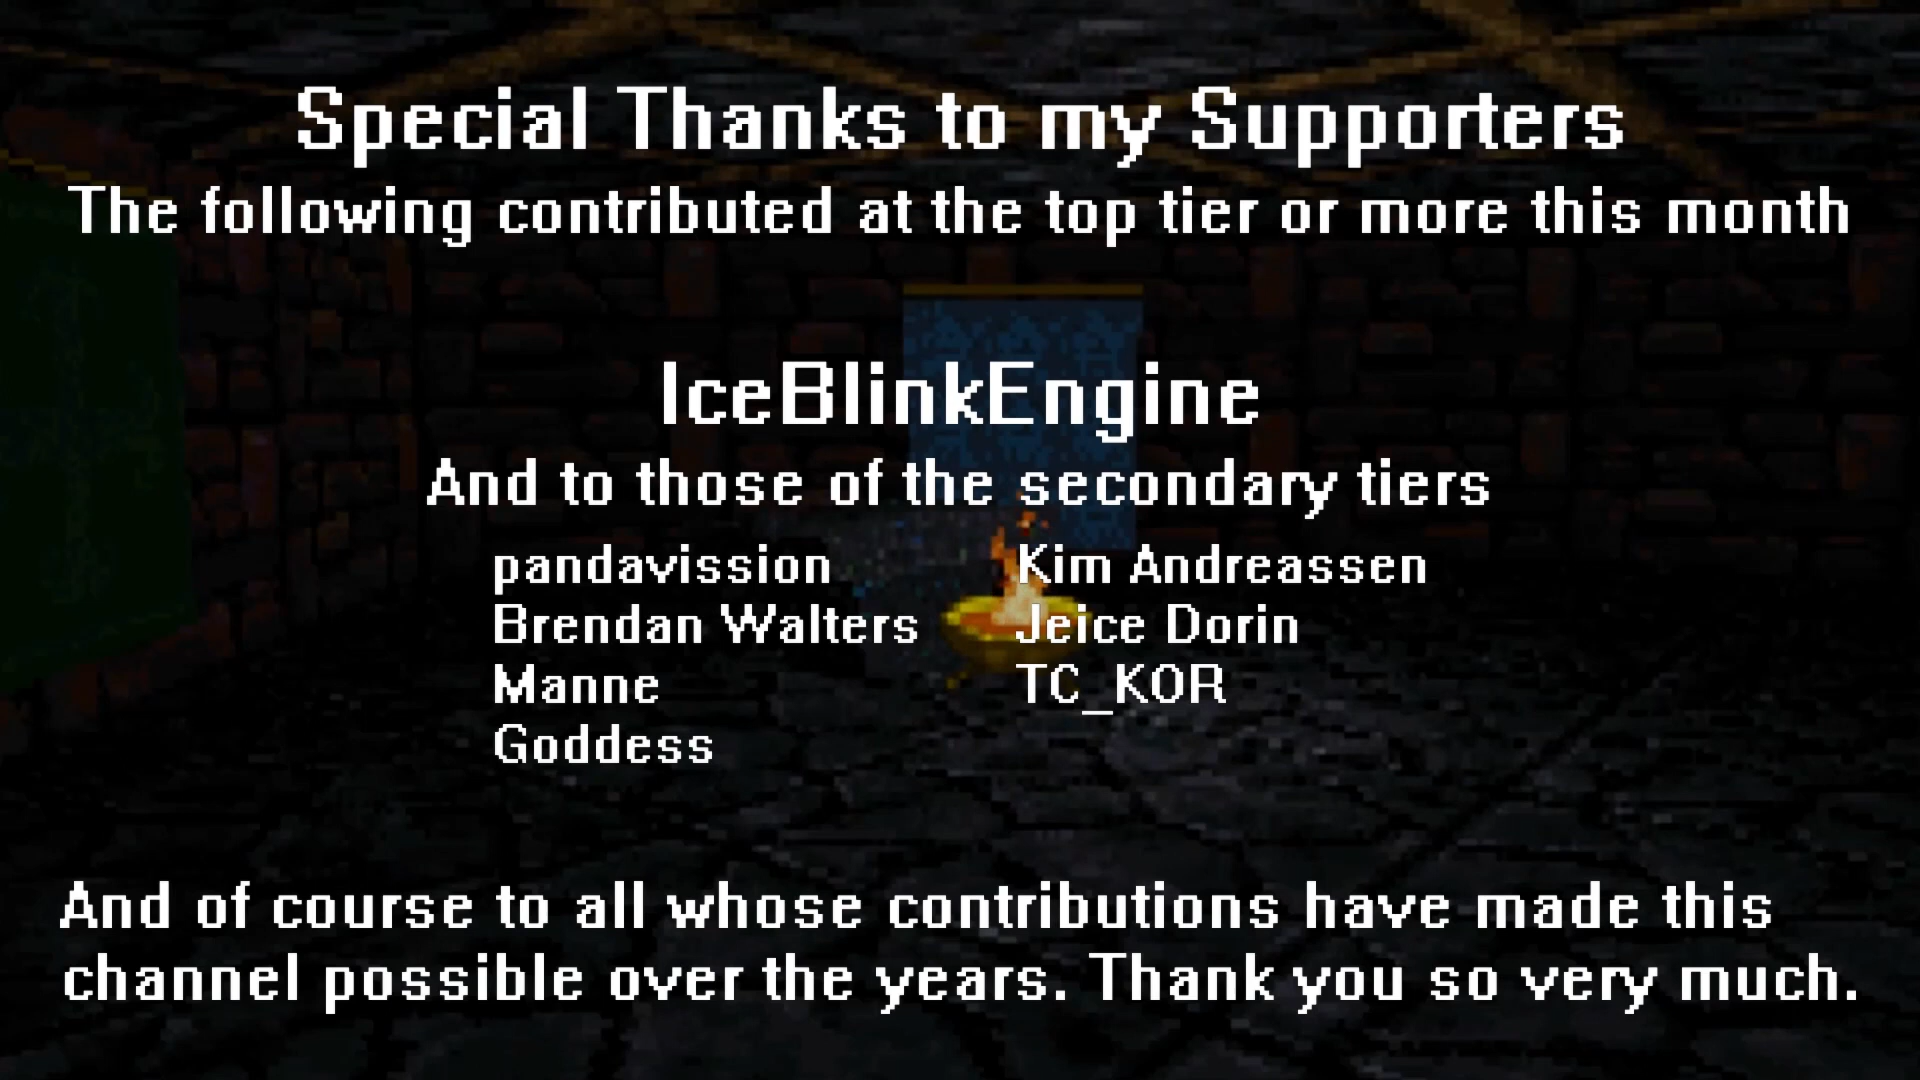 Special Thanks to my Supporters
The following contributed at the top tier or more this month
IceBlinkEngine
And to those of the secondary tiers
pandavission
Brendan Walters
Manne
Goddess
Kim Andreassen
Jeice Dorin
TC_KOR
And of course to all whose contributions have made this
channel possible over the years. Thank you so very much.